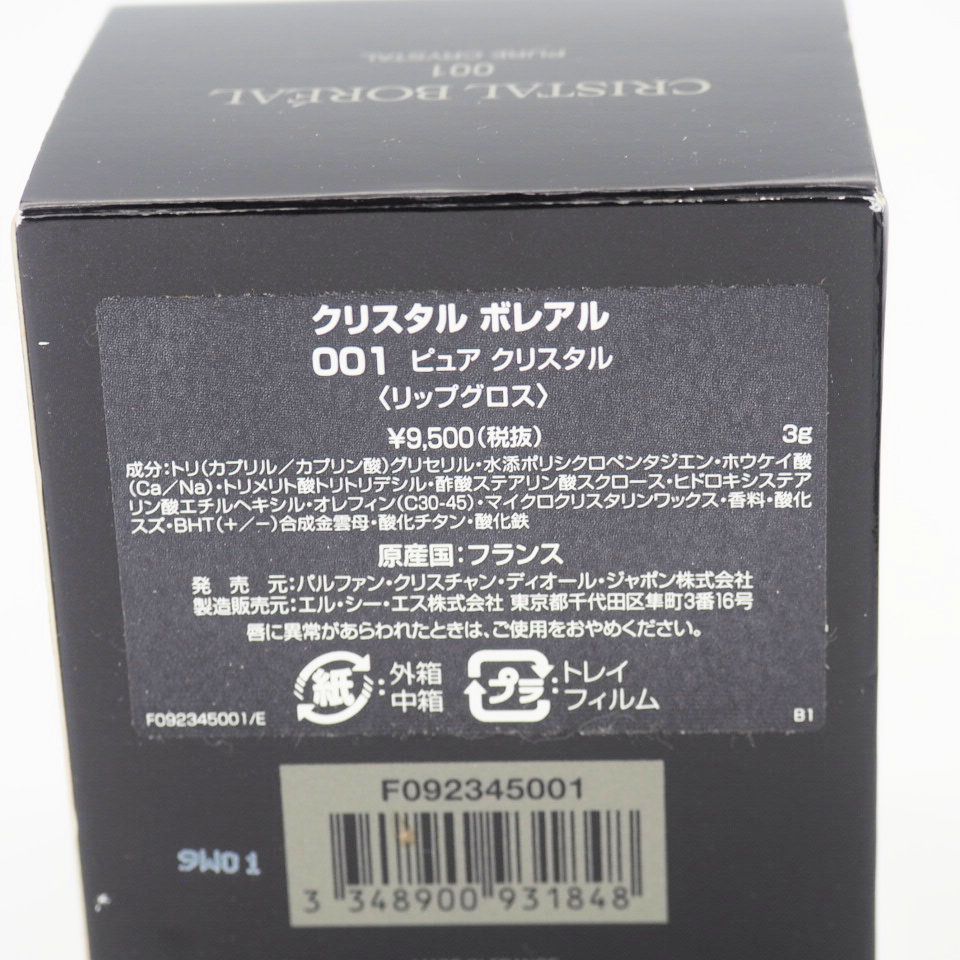 CRISTAL BORÉAL
001
PURE CRYSTAL
クリスタル ボレアル
001 ピュア クリスタル
〈リップグロス〉
¥9,500(税抜) 3g
成分:トリ(カプリル/カプリン酸)グリセリル・水添ポリシクロペンタジエン・ホウケイ酸
(Ca/Na)・トリメリト酸トリトリデシル・酢酸ステアリン酸スクロース・ヒドロキシステア
リン酸エチルヘキシル・オレフィン(C30-45)・マイクロクリスタリンワックス・香料・酸化
スズ・BHT(+/-)合成金雲母・酸化チタン・酸化鉄
原産国:フランス
発売元:パルファン・クリスチャン・ディオール・ジャポン株式会社
製造販売元:エル・シー・エス株式会社 東京都千代田区隼町3番16号
唇に異常があらわれたときは、ご使用をおやめください。
紙:外箱 プラ:トレイ
中箱 フィルム
F092345001/E B1
F092345001
9W01
3 348900 931848